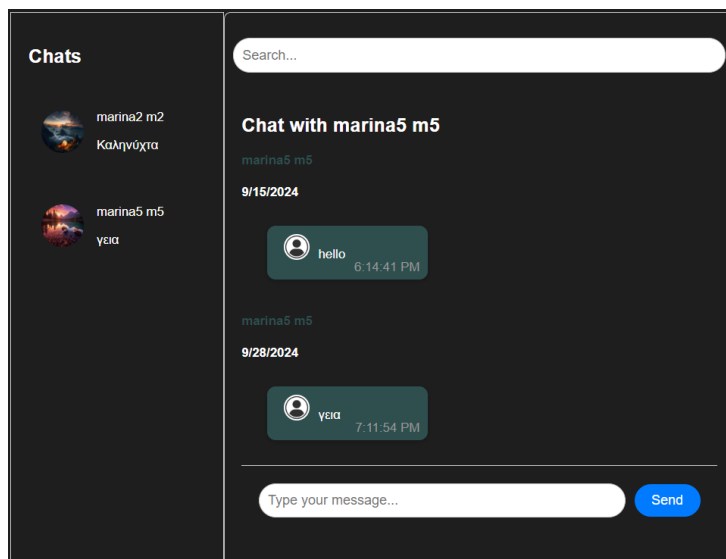 Chats
marina2 m2
Καληνύχτα
marina5 m5
γεια
Search...
Chat with marina5 m5
marina5 m5
9/15/2024
hello
6:14:41 PM
marina5 m5
9/28/2024
γεια
7:11:54 PM
Type your message...
Send